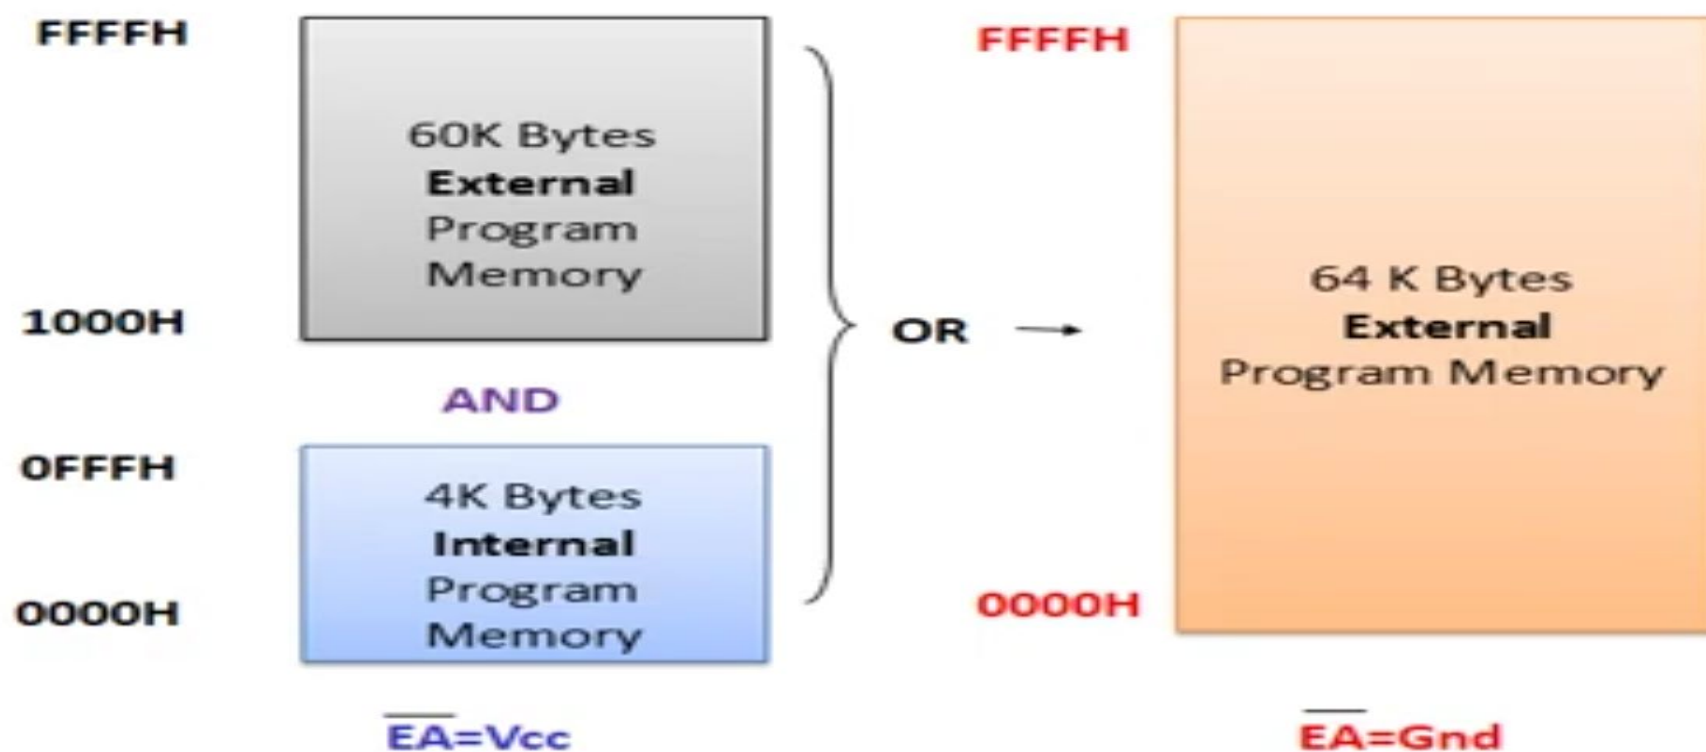 FFFFH
60K Bytes
External
Program
Memory
1000H
AND
0FFFH
4K Bytes
Internal
Program
Memory
0000H
EA=Vcc
OR
FFFFH
64 K Bytes
External
Program Memory
0000H
EA=Gnd